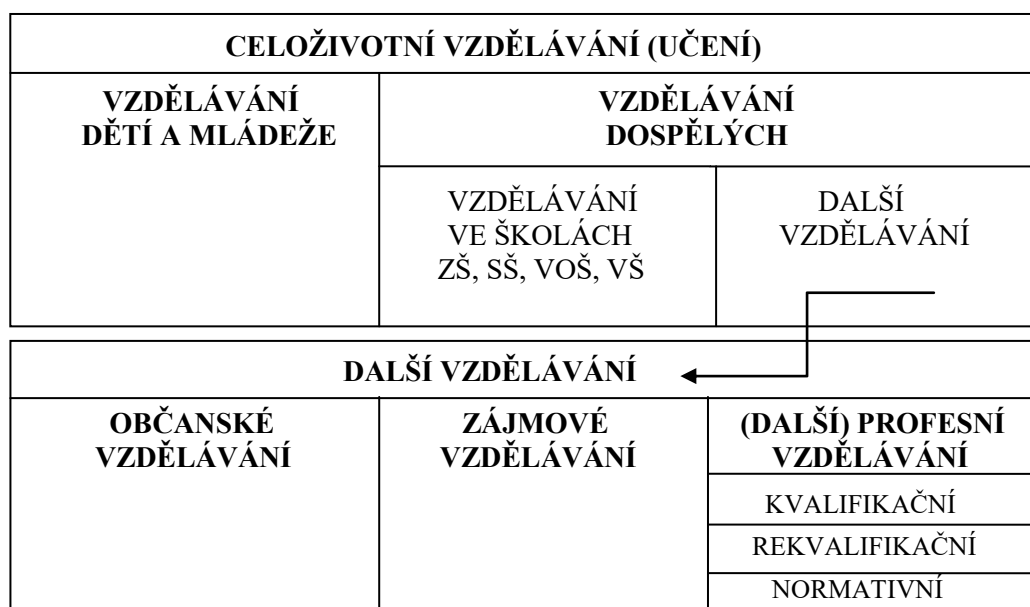 CELOŽIVOTNÍ VZDĚLÁVÁNÍ (UČENÍ)
VZDĚLÁVÁNÍ
DĚTÍ A MLÁDEŽE
VZDĚLÁVÁNÍ
DOSPĚLÝCH
VZDĚLÁVÁNÍ
VE ŠKOLÁCH
ZŠ, SŠ, VOŠ, VŠ
DALŠÍ
VZDĚLÁVÁNÍ
DALŠÍ VZDĚLÁVÁNÍ
OBČANSKÉ
VZDĚLÁVÁNÍ
ZÁJMOVÉ
VZDĚLÁVÁNÍ
(DALŠÍ) PROFESNÍ
VZDĚLÁVÁNÍ
KVALIFIKAČNÍ
REKVALIFIKAČNÍ
NORMATIVNÍ